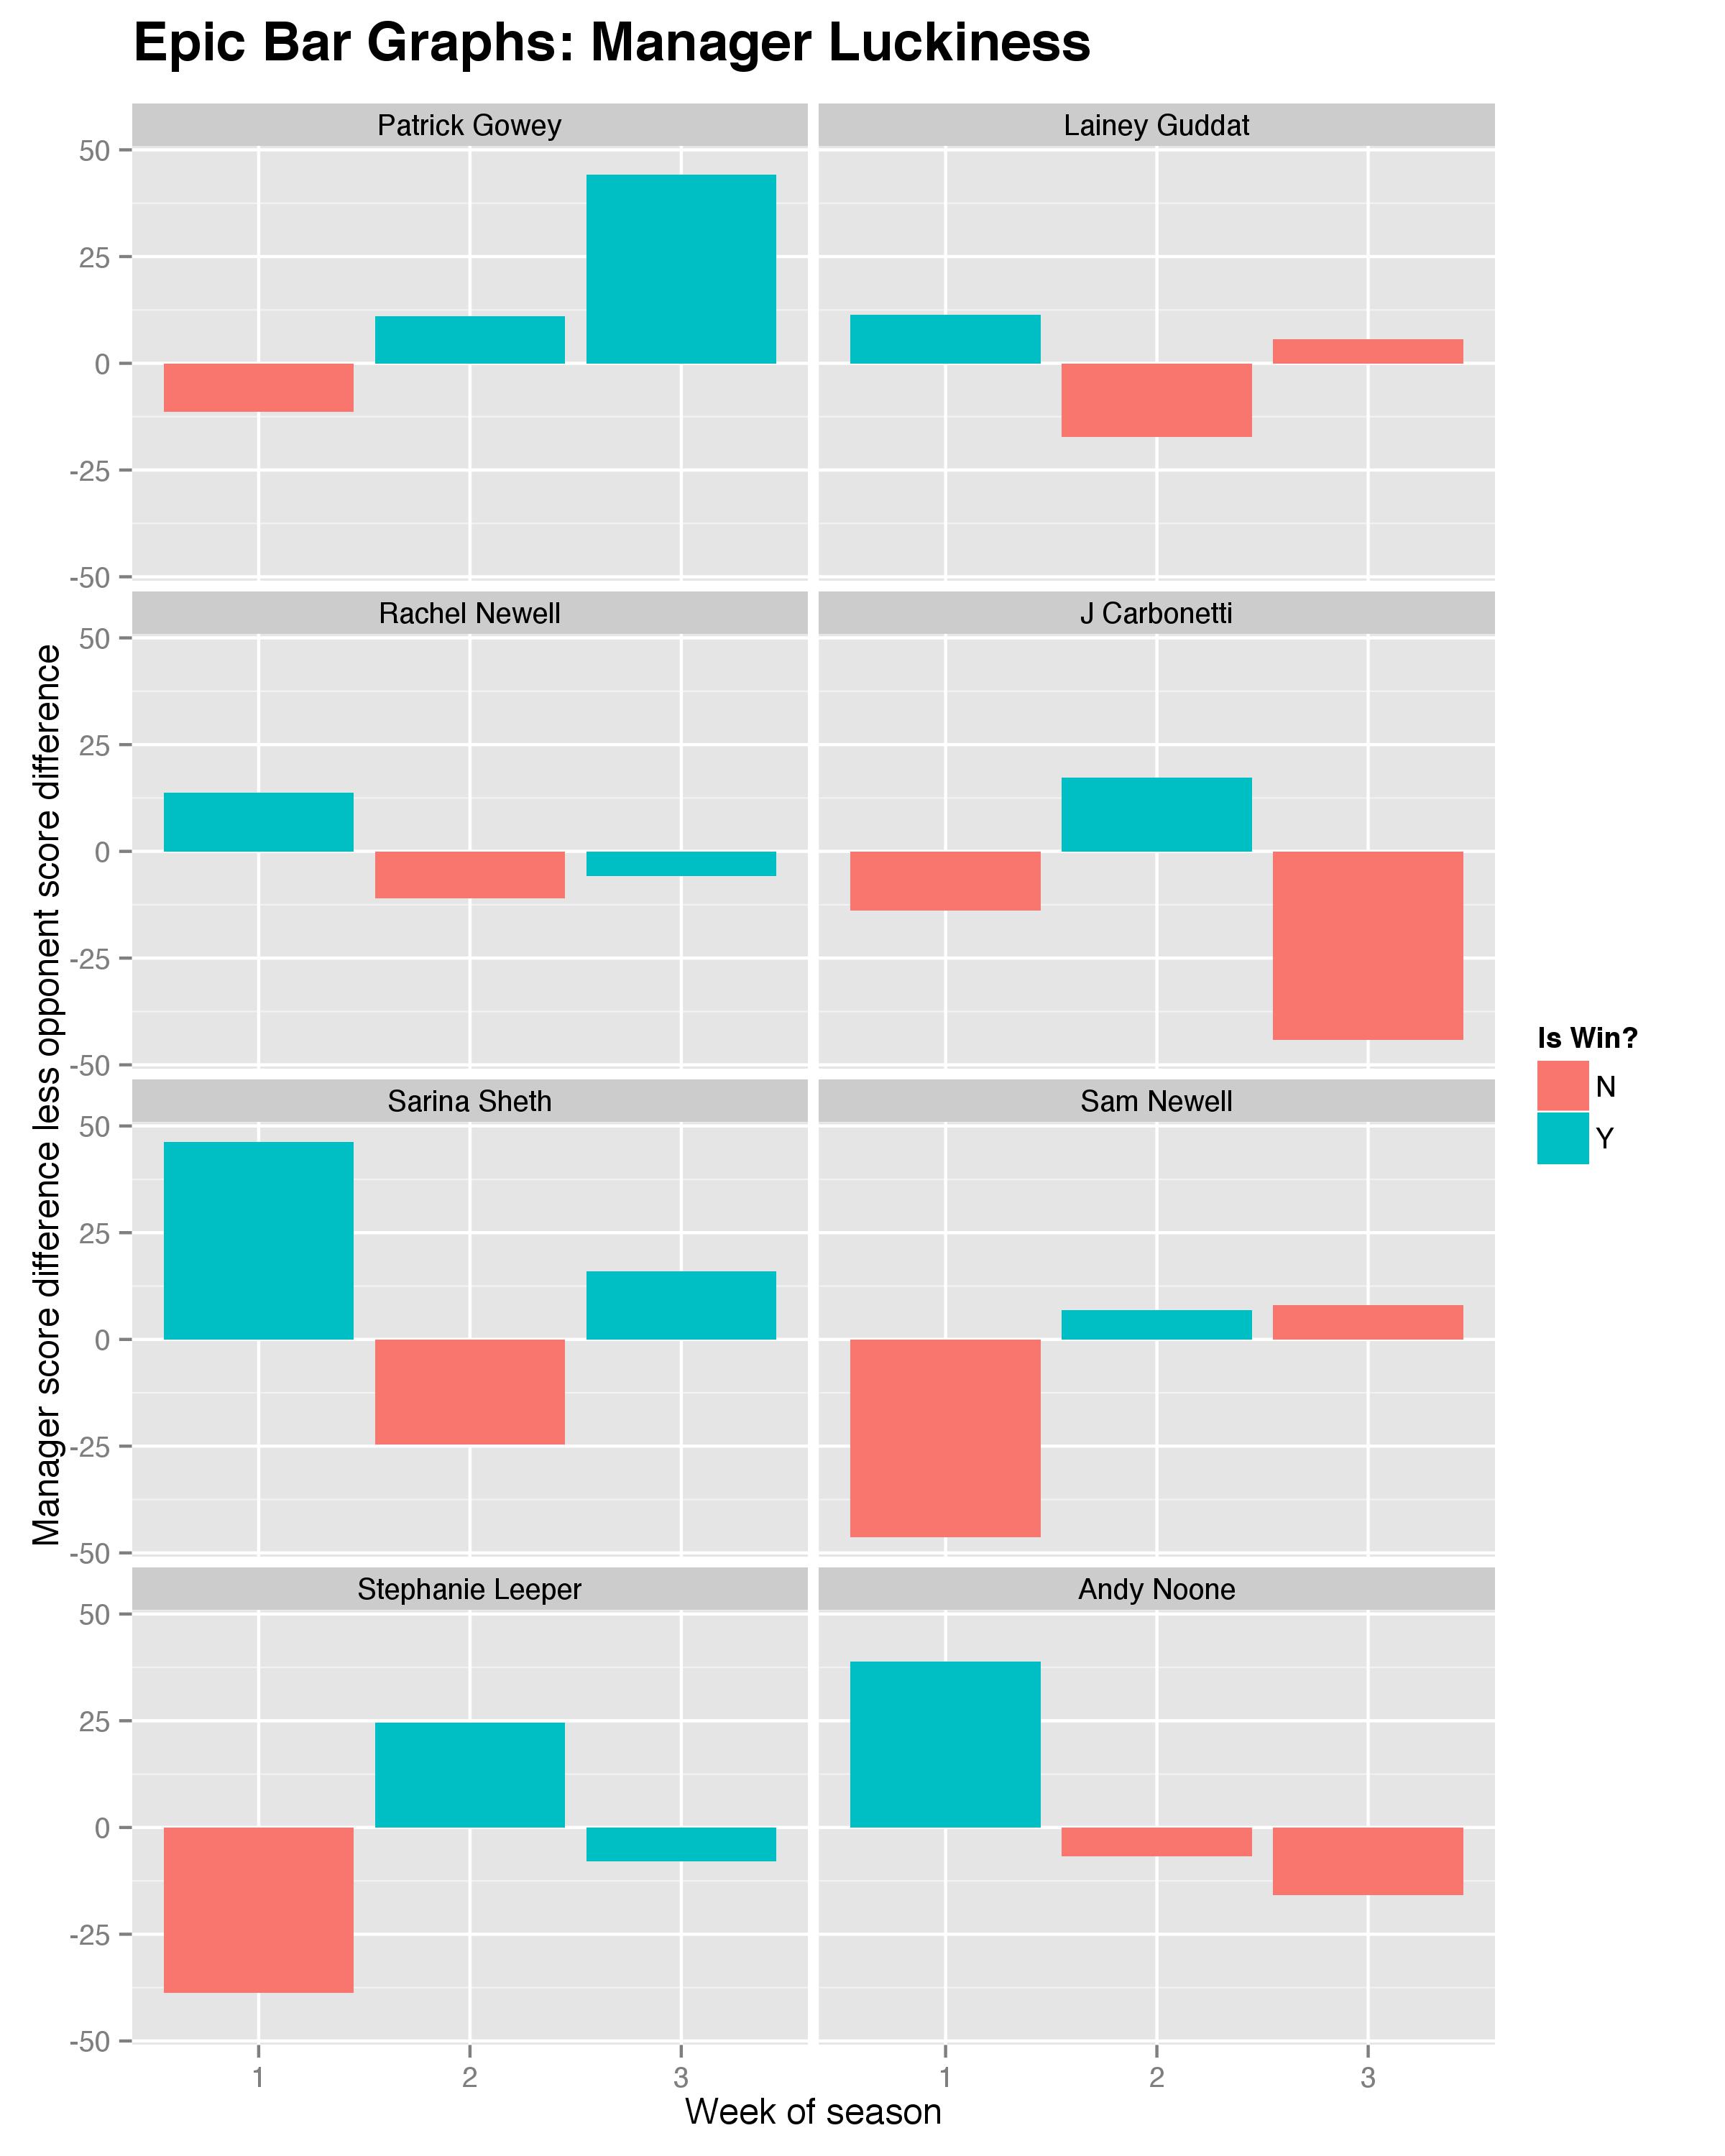 Epic Bar Graphs: Manager Luckiness
Patrick Gowey
Lainey Guddat
50
25
0
-25
-50
Rachel Newell
J Carbonetti
50
25
0
-25
-50
Sarina Sheth
Sam Newell
50
25
0
-25
-50
Stephanie Leeper
Andy Noone
50
25
0
-25
-50
1 2 3
1 2 3
Week of season
Manager score difference less opponent score difference
Is Win?
N
Y